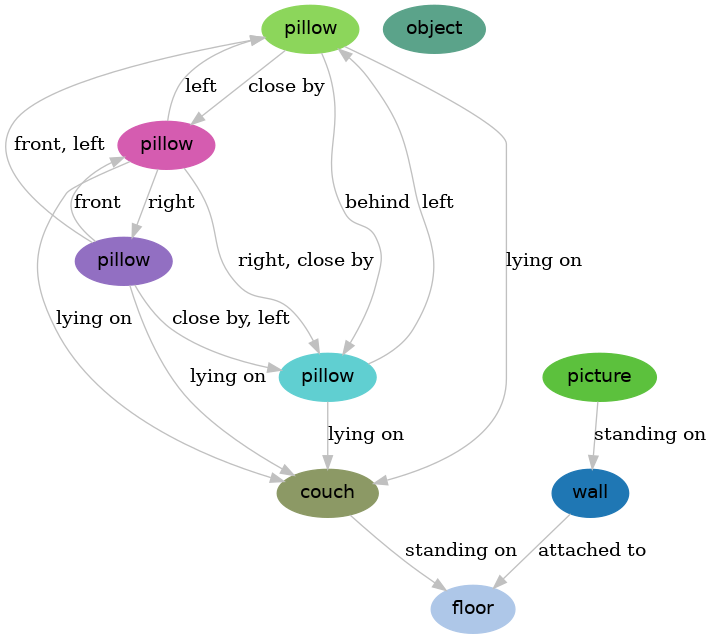 pillow
object
left
close by
pillow
front, left
front
right
behind
left
pillow
right, close by
lying on
lying on
close by, left
lying on
pillow
picture
lying on
standing on
couch
wall
standing on
attached to
floor